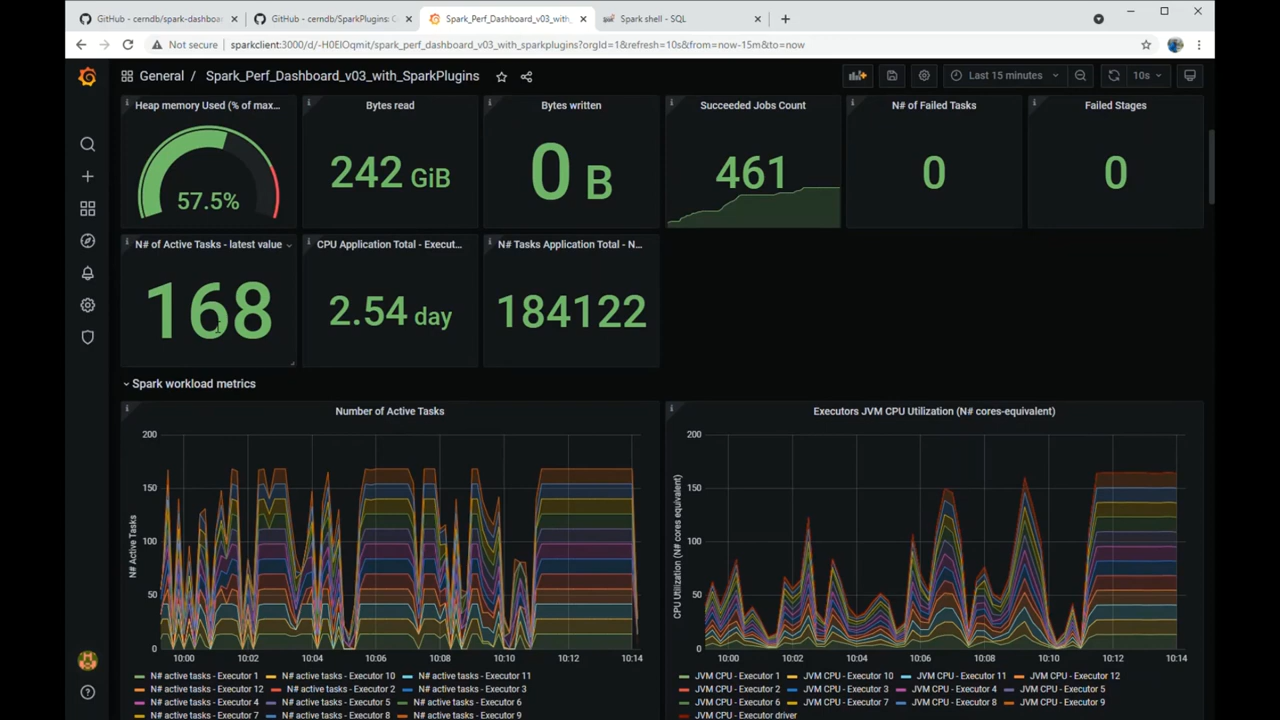 GitHub - cerndb/spark-dashboa
GitHub - cerndb/SparkPlugins: C
Spark_Perf_Dashboard_v03_with_
Spark shell - SQL
Not secure
sparkclient:3000/d/-H0EIOqmit/spark_perf_dashboard_v03_with_sparkplugins?orgId=1&refresh=10s&from=now-15m&to=now
General / Spark_Perf_Dashboard_v03_with_SparkPlugins
Last 15 minutes
10s
Heap memory Used (% of max...
57.5%
Bytes read
242 GiB
Bytes written
0 B
Succeeded Jobs Count
461
N# of Failed Tasks
0
Failed Stages
0
N# of Active Tasks - latest value
168
CPU Application Total - Execut...
2.54 day
N# Tasks Application Total - N...
184122
Spark workload metrics
Number of Active Tasks
N# Active Tasks
200
150
100
50
0
10:00 10:02 10:04 10:06 10:08 10:10 10:12 10:14
N# active tasks - Executor 1 N# active tasks - Executor 10 N# active tasks - Executor 11
N# active tasks - Executor 12 N# active tasks - Executor 2 N# active tasks - Executor 3
N# active tasks - Executor 4 N# active tasks - Executor 5 N# active tasks - Executor 6
N# active tasks - Executor 7 N# active tasks - Executor 8 N# active tasks - Executor 9
Executors JVM CPU Utilization (N# cores-equivalent)
CPU Utilization (N# cores equivalent)
200
150
100
50
0
10:00 10:02 10:04 10:06 10:08 10:10 10:12 10:14
JVM CPU - Executor 1 JVM CPU - Executor 10 JVM CPU - Executor 11 JVM CPU - Executor 12
JVM CPU - Executor 2 JVM CPU - Executor 3 JVM CPU - Executor 4 JVM CPU - Executor 5
JVM CPU - Executor 6 JVM CPU - Executor 7 JVM CPU - Executor 8 JVM CPU - Executor 9
JVM CPU - Executor driver